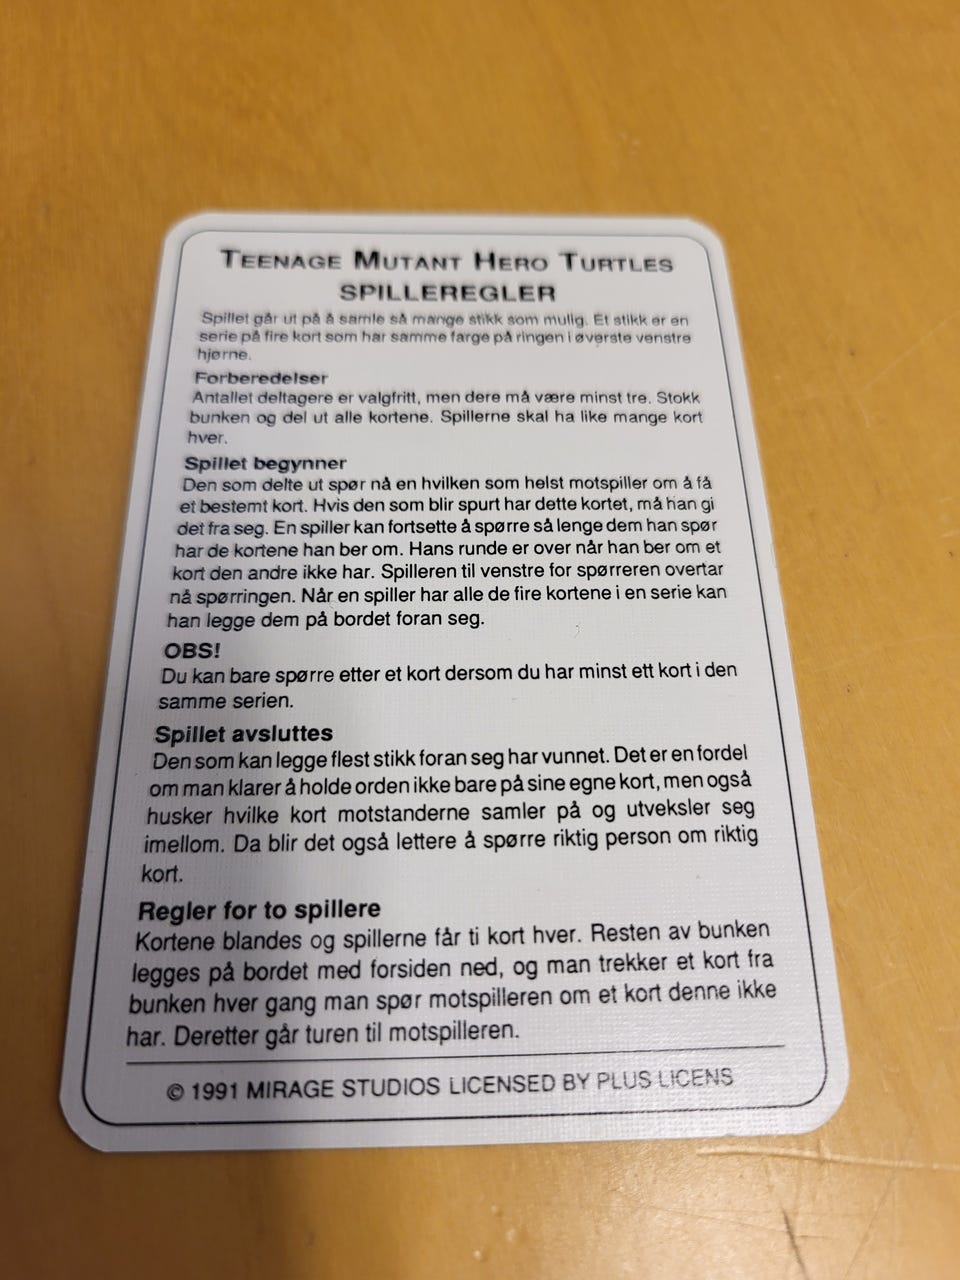 TEENAGE MUTANT HERO TURTLES
SPILLEREGLER
Spillet går ut på å samle så mange stikk som mulig. Et stikk er en
serie på fire kort som har samme farge på ringen i øverste venstre
hjørne.
Forberedelser
Antallet deltagere er valgfritt, men dere må være minst tre. Stokk
bunken og del ut alle kortene. Spillerne skal ha like mange kort
hver.
Spillet begynner
Den som delte ut spør nå en hvilken som helst motspiller om å få
et bestemt kort. Hvis den som blir spurt har dette kortet, må han gi
det fra seg. En spiller kan fortsette å spørre så lenge dem han spør
har de kortene han ber om. Hans runde er over når han ber om et
kort den andre ikke har. Spilleren til venstre for spørreren overtar
nå spørringen. Når en spiller har alle de fire kortene i en serie kan
han legge dem på bordet foran seg.
OBS!
Du kan bare spørre etter et kort dersom du har minst ett kort i den
samme serien.
Spillet avsluttes
Den som kan legge flest stikk foran seg har vunnet. Det er en fordel
om man klarer å holde orden ikke bare på sine egne kort, men også
husker hvilke kort motstanderne samler på og utveksler seg
imellom. Da blir det også lettere å spørre riktig person om riktig
kort.
Regler for to spillere
Kortene blandes og spillerne får ti kort hver. Resten av bunken
legges på bordet med forsiden ned, og man trekker et kort fra
bunken hver gang man spør motspilleren om et kort denne ikke
har. Deretter går turen til motspilleren.
© 1991 MIRAGE STUDIOS LICENSED BY PLUS LICENS